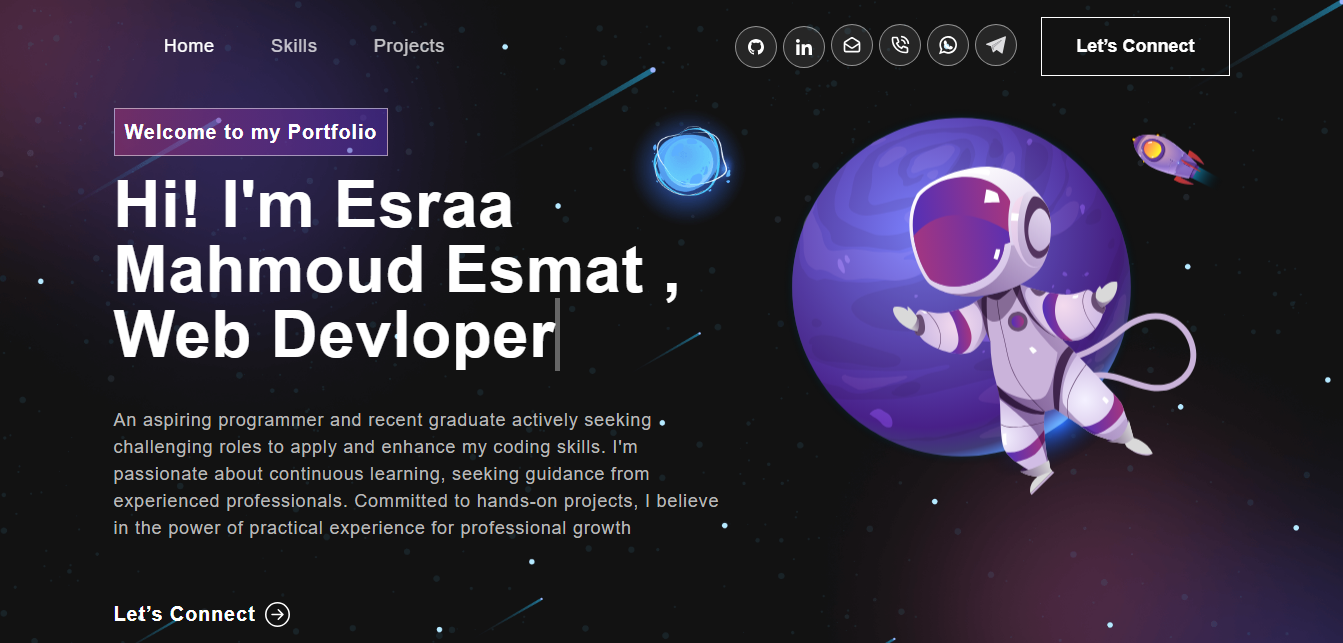 Home Skills Projects
Let’s Connect
Welcome to my Portfolio
Hi! I'm Esraa
Mahmoud Esmat ,
Web Devloper
An aspiring programmer and recent graduate actively seeking
challenging roles to apply and enhance my coding skills. I'm
passionate about continuous learning, seeking guidance from
experienced professionals. Committed to hands-on projects, I believe
in the power of practical experience for professional growth
Let’s Connect